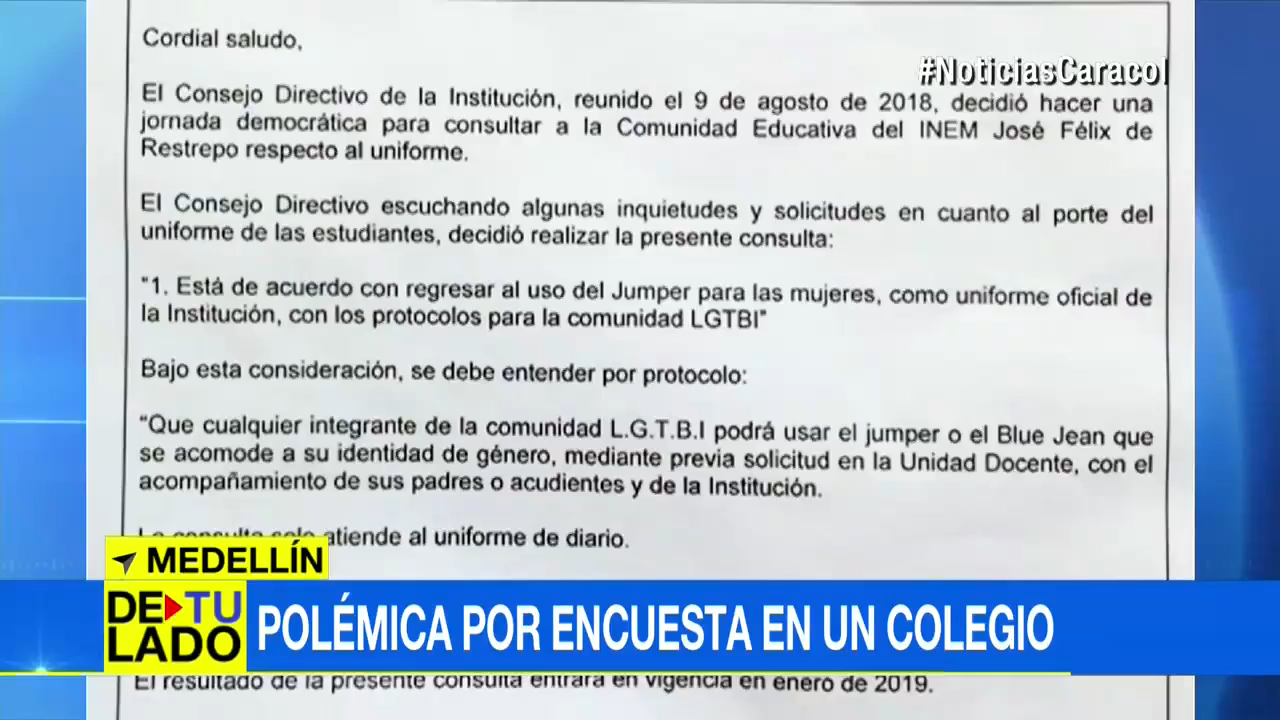 Cordial saludo,
#NoticiasCaracol
El Consejo Directivo de la Institución, reunido el 9 de agosto de 2018, decidió hacer una
jornada democrática para consultar a la Comunidad Educativa del INEM José Félix de
Restrepo respecto al uniforme.
El Consejo Directivo escuchando algunas inquietudes y solicitudes en cuanto al porte del
uniforme de las estudiantes, decidió realizar la presente consulta:
"1. Está de acuerdo con regresar al uso del Jumper para las mujeres, como uniforme oficial de
la Institución, con los protocolos para la comunidad LGTBI"
Bajo esta consideración, se debe entender por protocolo:
"Que cualquier integrante de la comunidad L.G.T.B.I podrá usar el jumper o el Blue Jean que
se acomode a su identidad de género, mediante previa solicitud en la Unidad Docente, con el
acompañamiento de sus padres o acudientes y de la Institución.
La consulta solo atiende al uniforme de diario.
MEDELLÍN
DE TU
LADO
POLÉMICA POR ENCUESTA EN UN COLEGIO
El resultado de la presente consulta entrará en vigencia en enero de 2019.